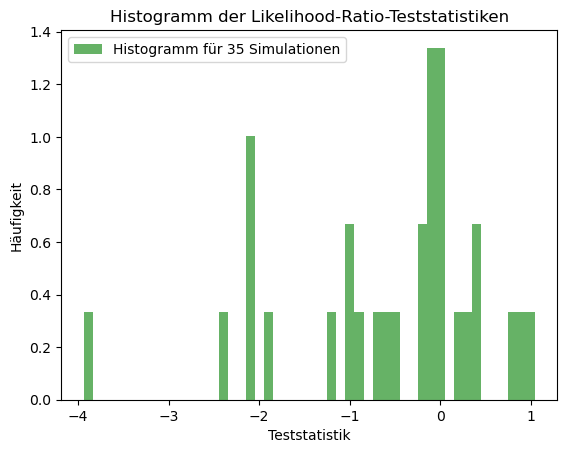 Histogramm der Likelihood-Ratio-Teststatistiken
Histogramm für 35 Simulationen
Häufigkeit
1.4
1.2
1.0
0.8
0.6
0.4
0.2
0.0
−4 −3 −2 −1 0 1
Teststatistik